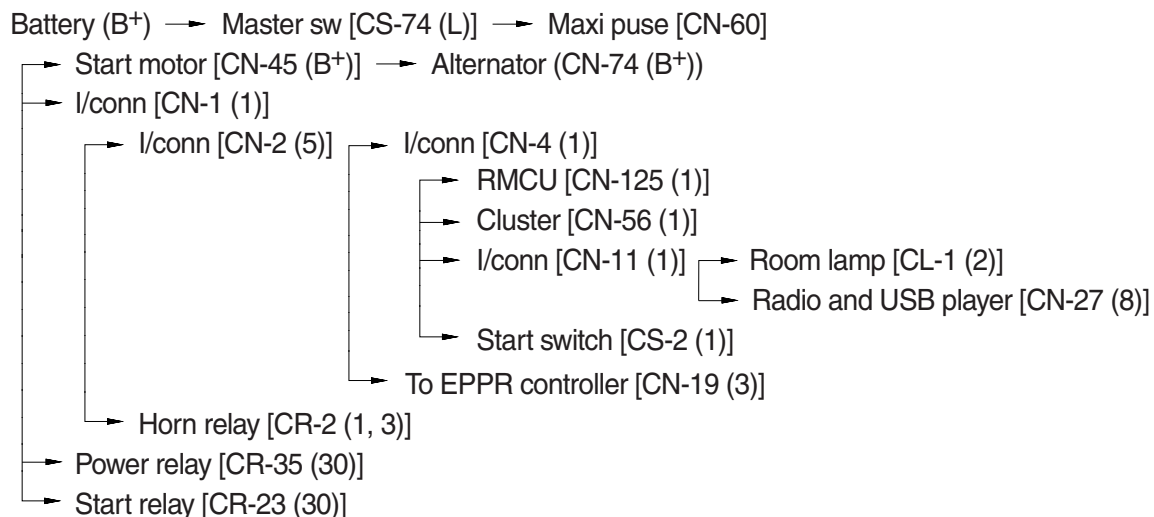 Battery (B+) → Master sw [CS-74 (L)] → Maxi puse [CN-60]
Start motor [CN-45 (B+)] → Alternator (CN-74 (B+))
I/conn [CN-1 (1)]
I/conn [CN-2 (5)] I/conn [CN-4 (1)]
RMCU [CN-125 (1)]
Cluster [CN-56 (1)]
I/conn [CN-11 (1)] Room lamp [CL-1 (2)]
Radio and USB player [CN-27 (8)]
Start switch [CS-2 (1)]
To EPPR controller [CN-19 (3)]
Horn relay [CR-2 (1, 3)]
Power relay [CR-35 (30)]
Start relay [CR-23 (30)]